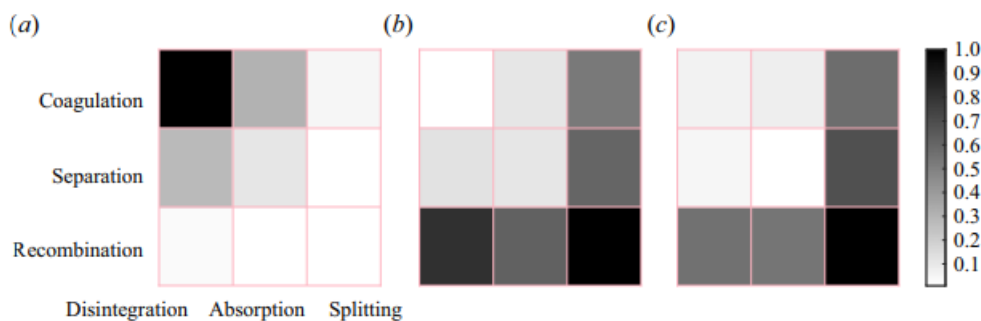 (a) (b) (c)
Coagulation
Separation
Recombination
Disintegration Absorption Splitting
1.0
0.9
0.8
0.7
0.6
0.5
0.4
0.3
0.2
0.1